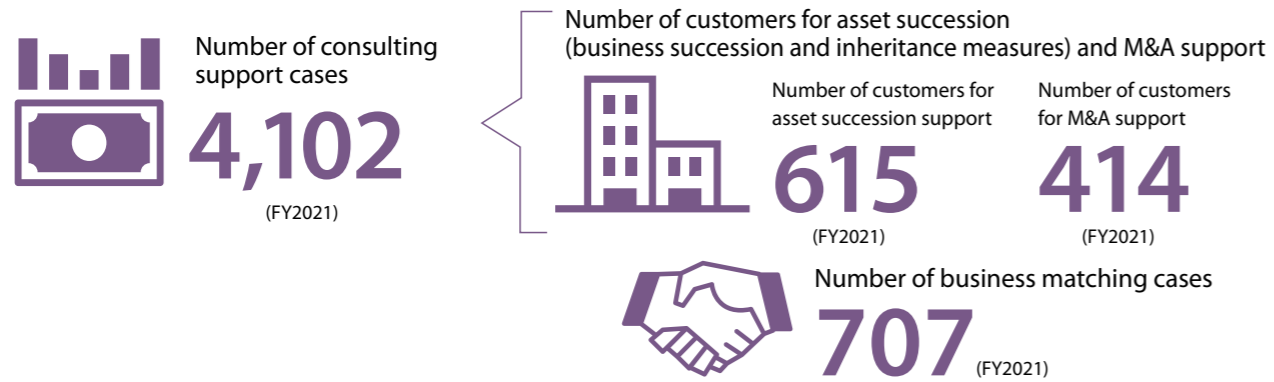 Number of consulting
support cases
4,102
(FY2021)
Number of customers for asset succession
(business succession and inheritance measures) and M&A support
Number of customers for
asset succession support
615
(FY2021)
Number of customers
for M&A support
414
(FY2021)
Number of business matching cases
707 (FY2021)